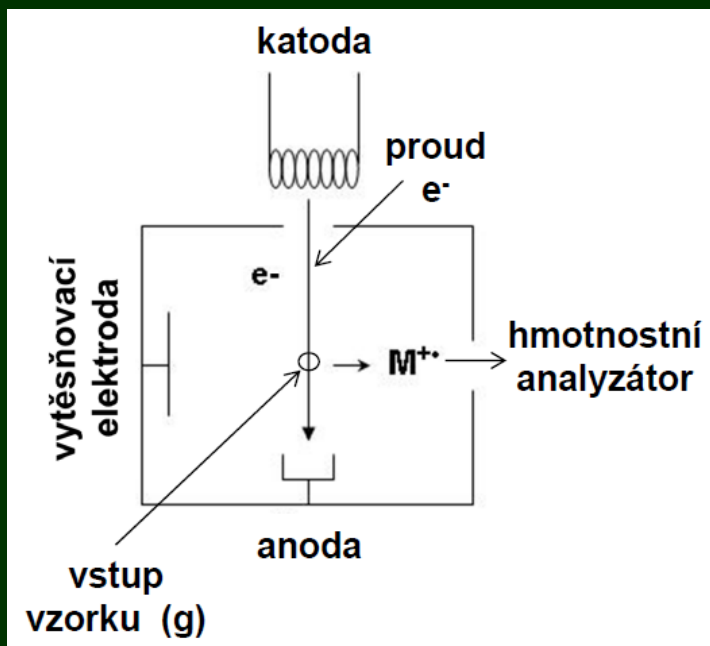 katoda
proud
e-
e-
vytěsňovací
elektroda
M+•
hmotnostní
analyzátor
anoda
vstup
vzorku (g)